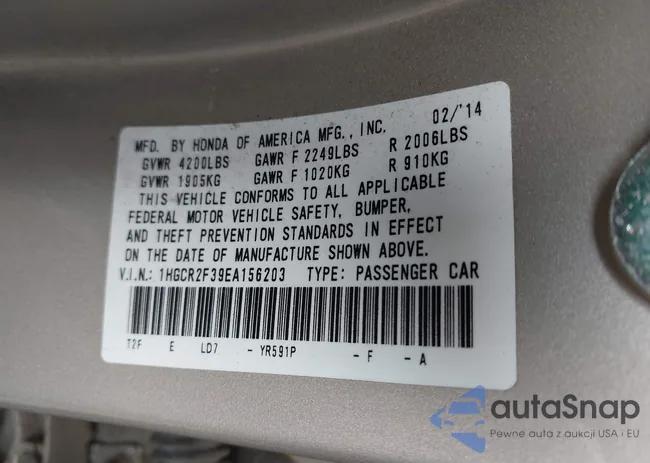 MFD. BY HONDA OF AMERICA MFG., INC. 02/'14
GVWR 4200LBS GAWR F 2249LBS R 2006LBS
GVWR 1905KG GAWR F 1020KG R 910KG
THIS VEHICLE CONFORMS TO ALL APPLICABLE
FEDERAL MOTOR VEHICLE SAFETY, BUMPER,
AND THEFT PREVENTION STANDARDS IN EFFECT
ON THE DATE OF MANUFACTURE SHOWN ABOVE.
V.I.N.: 1HGCR2F39EA156203 TYPE: PASSENGER CAR
T2F E LD7 - YR591P - F - A
autaSnap
Pewne auta z aukcji USA i EU